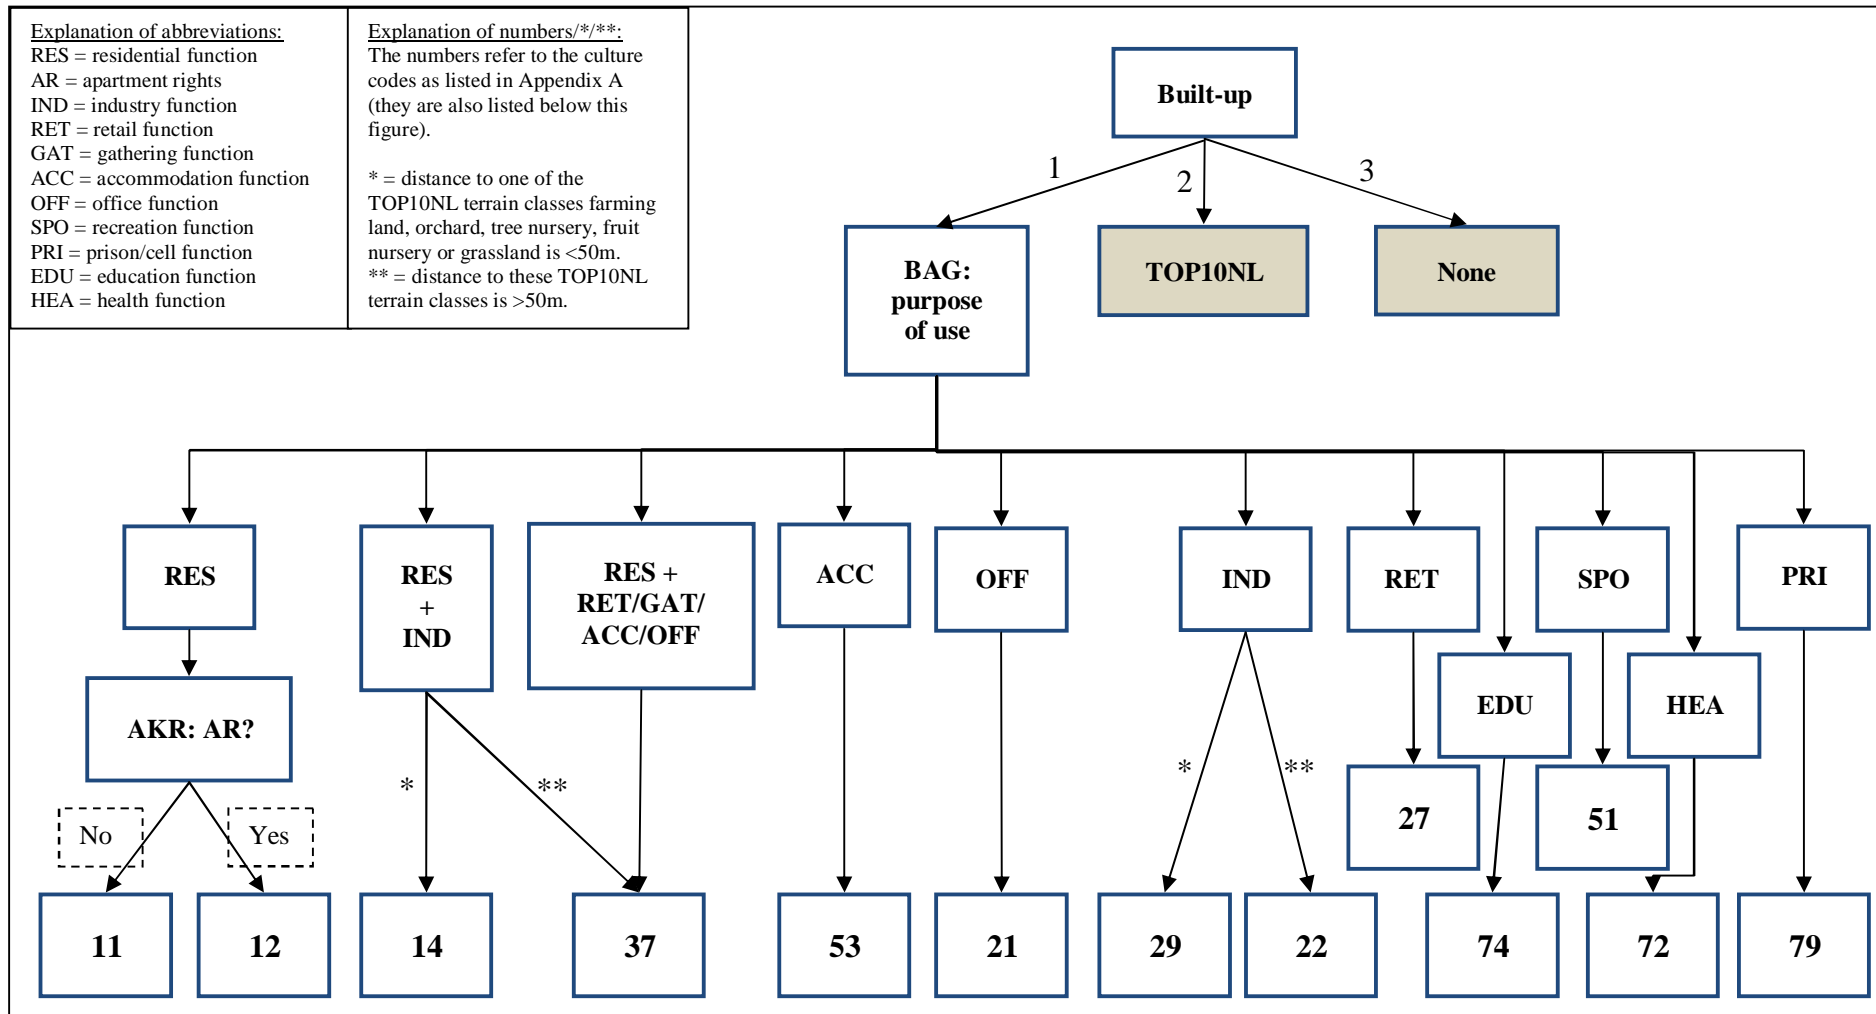 Explanation of abbreviations:
RES = residential function
AR = apartment rights
IND = industry function
RET = retail function
GAT = gathering function
ACC = accommodation function
OFF = office function
SPO = recreation function
PRI = prison/cell function
EDU = education function
HEA = health function
Explanation of numbers/*/**:
The numbers refer to the culture
codes as listed in Appendix A
(they are also listed below this
figure).
* = distance to one of the
TOP10NL terrain classes farming
land, orchard, tree nursery, fruit
nursery or grassland is <50m.
** = distance to these TOP10NL
terrain classes is >50m.
Built-up
1
2
3
BAG:
purpose
of use
TOP10NL
None
RES
RES
+
IND
RES +
RET/GAT/
ACC/OFF
ACC
OFF
IND
RET
SPO
PRI
EDU
HEA
AKR: AR?
*
**
*
**
No
Yes
27
51
11
12
14
37
53
21
29
22
74
72
79